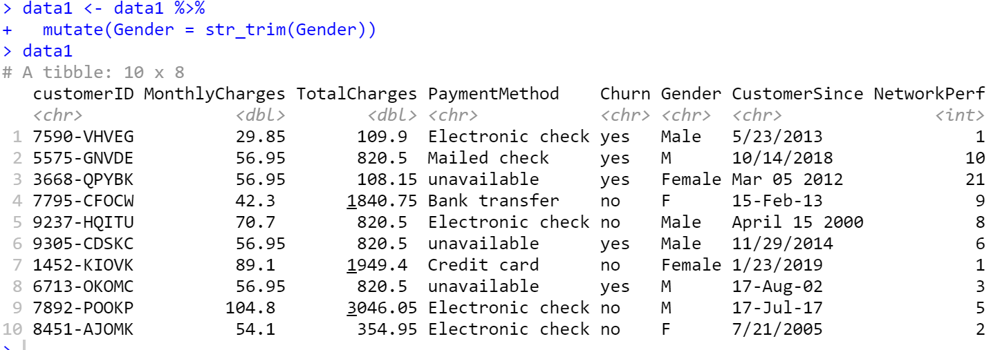 > data1 <- data1 %>%
+   mutate(Gender = str_trim(Gender))
> data1
# A tibble: 10 x 8
   customerID MonthlyCharges TotalCharges PaymentMethod    Churn Gender CustomerSince NetworkPerf
   <chr>               <dbl>        <dbl> <chr>            <chr> <chr>  <chr>               <int>
 1 7590-VHVEG          29.85       109.9  Electronic check yes   Male   5/23/2013               1
 2 5575-GNVDE          56.95       820.5  Mailed check     yes   M      10/14/2018             10
 3 3668-QPYBK          56.95       108.15 unavailable      yes   Female Mar 05 2012            21
 4 7795-CFOCW          42.3       1840.75 Bank transfer    no    F      15-Feb-13               9
 5 9237-HQITU          70.7        820.5  Electronic check no    Male   April 15 2000           8
 6 9305-CDSKC          56.95       820.5  unavailable      yes   Male   11/29/2014              6
 7 1452-KIOVK          89.1       1949.4  Credit card      no    Female 1/23/2019               1
 8 6713-OKOMC          56.95       820.5  unavailable      yes   M      17-Aug-02               3
 9 7892-POOKP         104.8       3046.05 Electronic check no    M      17-Jul-17               5
10 8451-AJOMK          54.1        354.95 Electronic check no    F      7/21/2005               2
>